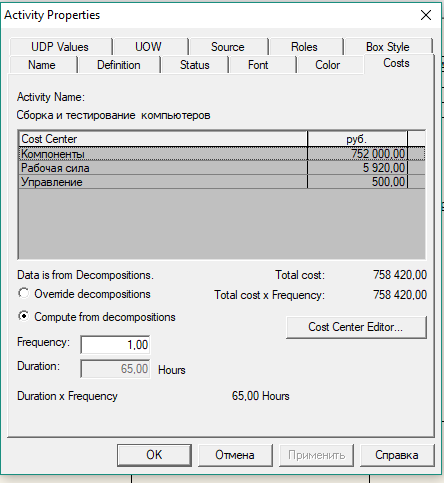 Activity Properties
UDP Values UOW Source Roles Box Style
Name Definition Status Font Color Costs
Activity Name:
Сборка и тестирование компьютеров
Cost Center руб.
Компоненты 752 000,00
Рабочая сила 5 920,00
Управление 500,00
Data is from Decompositions. Total cost: 758 420,00
Override decompositions Total cost x Frequency: 758 420,00
Compute from decompositions
Cost Center Editor...
Frequency: 1,00
Duration: 65,00 Hours
Duration x Frequency 65,00 Hours
OK Отмена Применить Справка